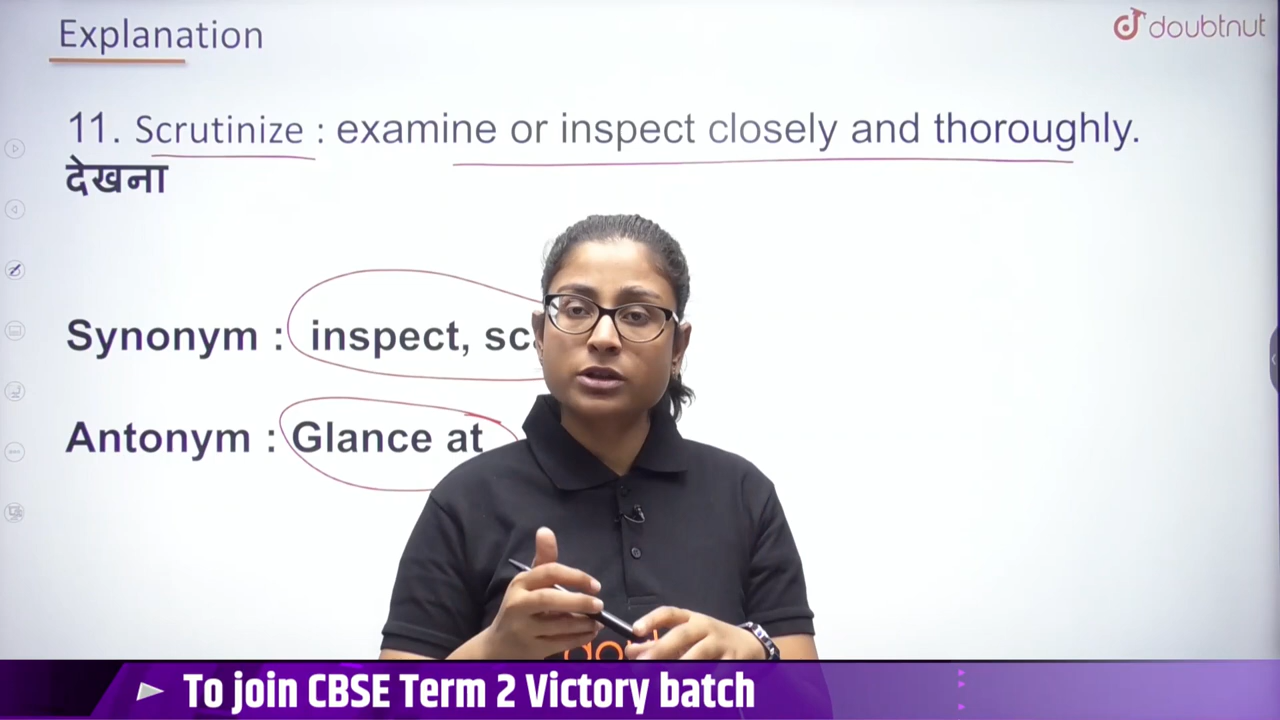 Explanation
doubtnut
11. Scrutinize : examine or inspect closely and thoroughly.
देखना
Synonym : inspect,
Antonym : Glance at
To join CBSE Term 2 Victory batch